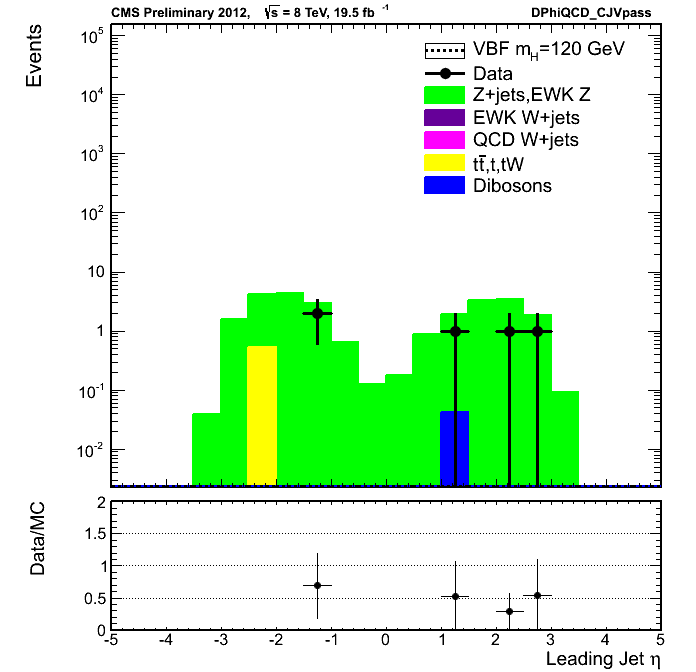 CMS Preliminary 2012, √s = 8 TeV, 19.5 fb⁻¹ DPhiQCD_CJVpass
Events
10⁵
10⁴
10³
10²
10
1
10⁻¹
10⁻²
VBF m_H=120 GeV
Data
Z+jets,EWK Z
EWK W+jets
QCD W+jets
tt̄,t,tW
Dibosons
Data/MC
2
1.5
1
0.5
0
-5 -4 -3 -2 -1 0 1 2 3 4 5
Leading Jet η